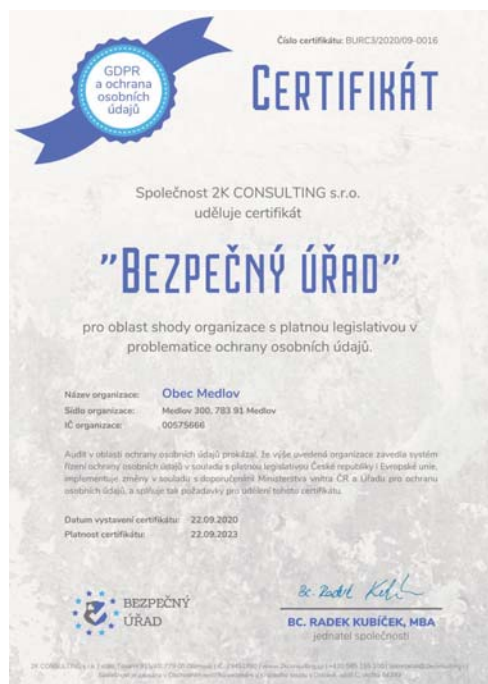 Číslo certifikátu: BURC3/2020/09-0016
GDPR
a ochrana
osobních
údajů
CERTIFIKÁT
Společnost 2K CONSULTING s.r.o.
uděluje certifikát
"BEZPEČNÝ ÚŘAD"
pro oblast shody organizace s platnou legislativou v
problematice ochrany osobních údajů.
Název organizace: Obec Medlov
Sídlo organizace: Medlov 300, 783 91 Medlov
IČ organizace: 00575666
Audit v oblasti ochrany osobních údajů prokázal, že výše uvedená organizace zavedla systém
řízení ochrany osobních údajů v souladu s platnou legislativou České republiky i Evropské unie,
implementuje změny v souladu s doporučeními Ministerstva vnitra ČR a Úřadu pro ochranu
osobních údajů, a splňuje tak požadavky pro udělení tohoto certifikátu.
Datum vystavení certifikátu: 22.09.2020
Platnost certifikátu: 22.09.2023
BEZPEČNÝ
ÚŘAD
BC. RADEK KUBÍČEK, MBA
jednatel společnosti
2K CONSULTING s.r.o.